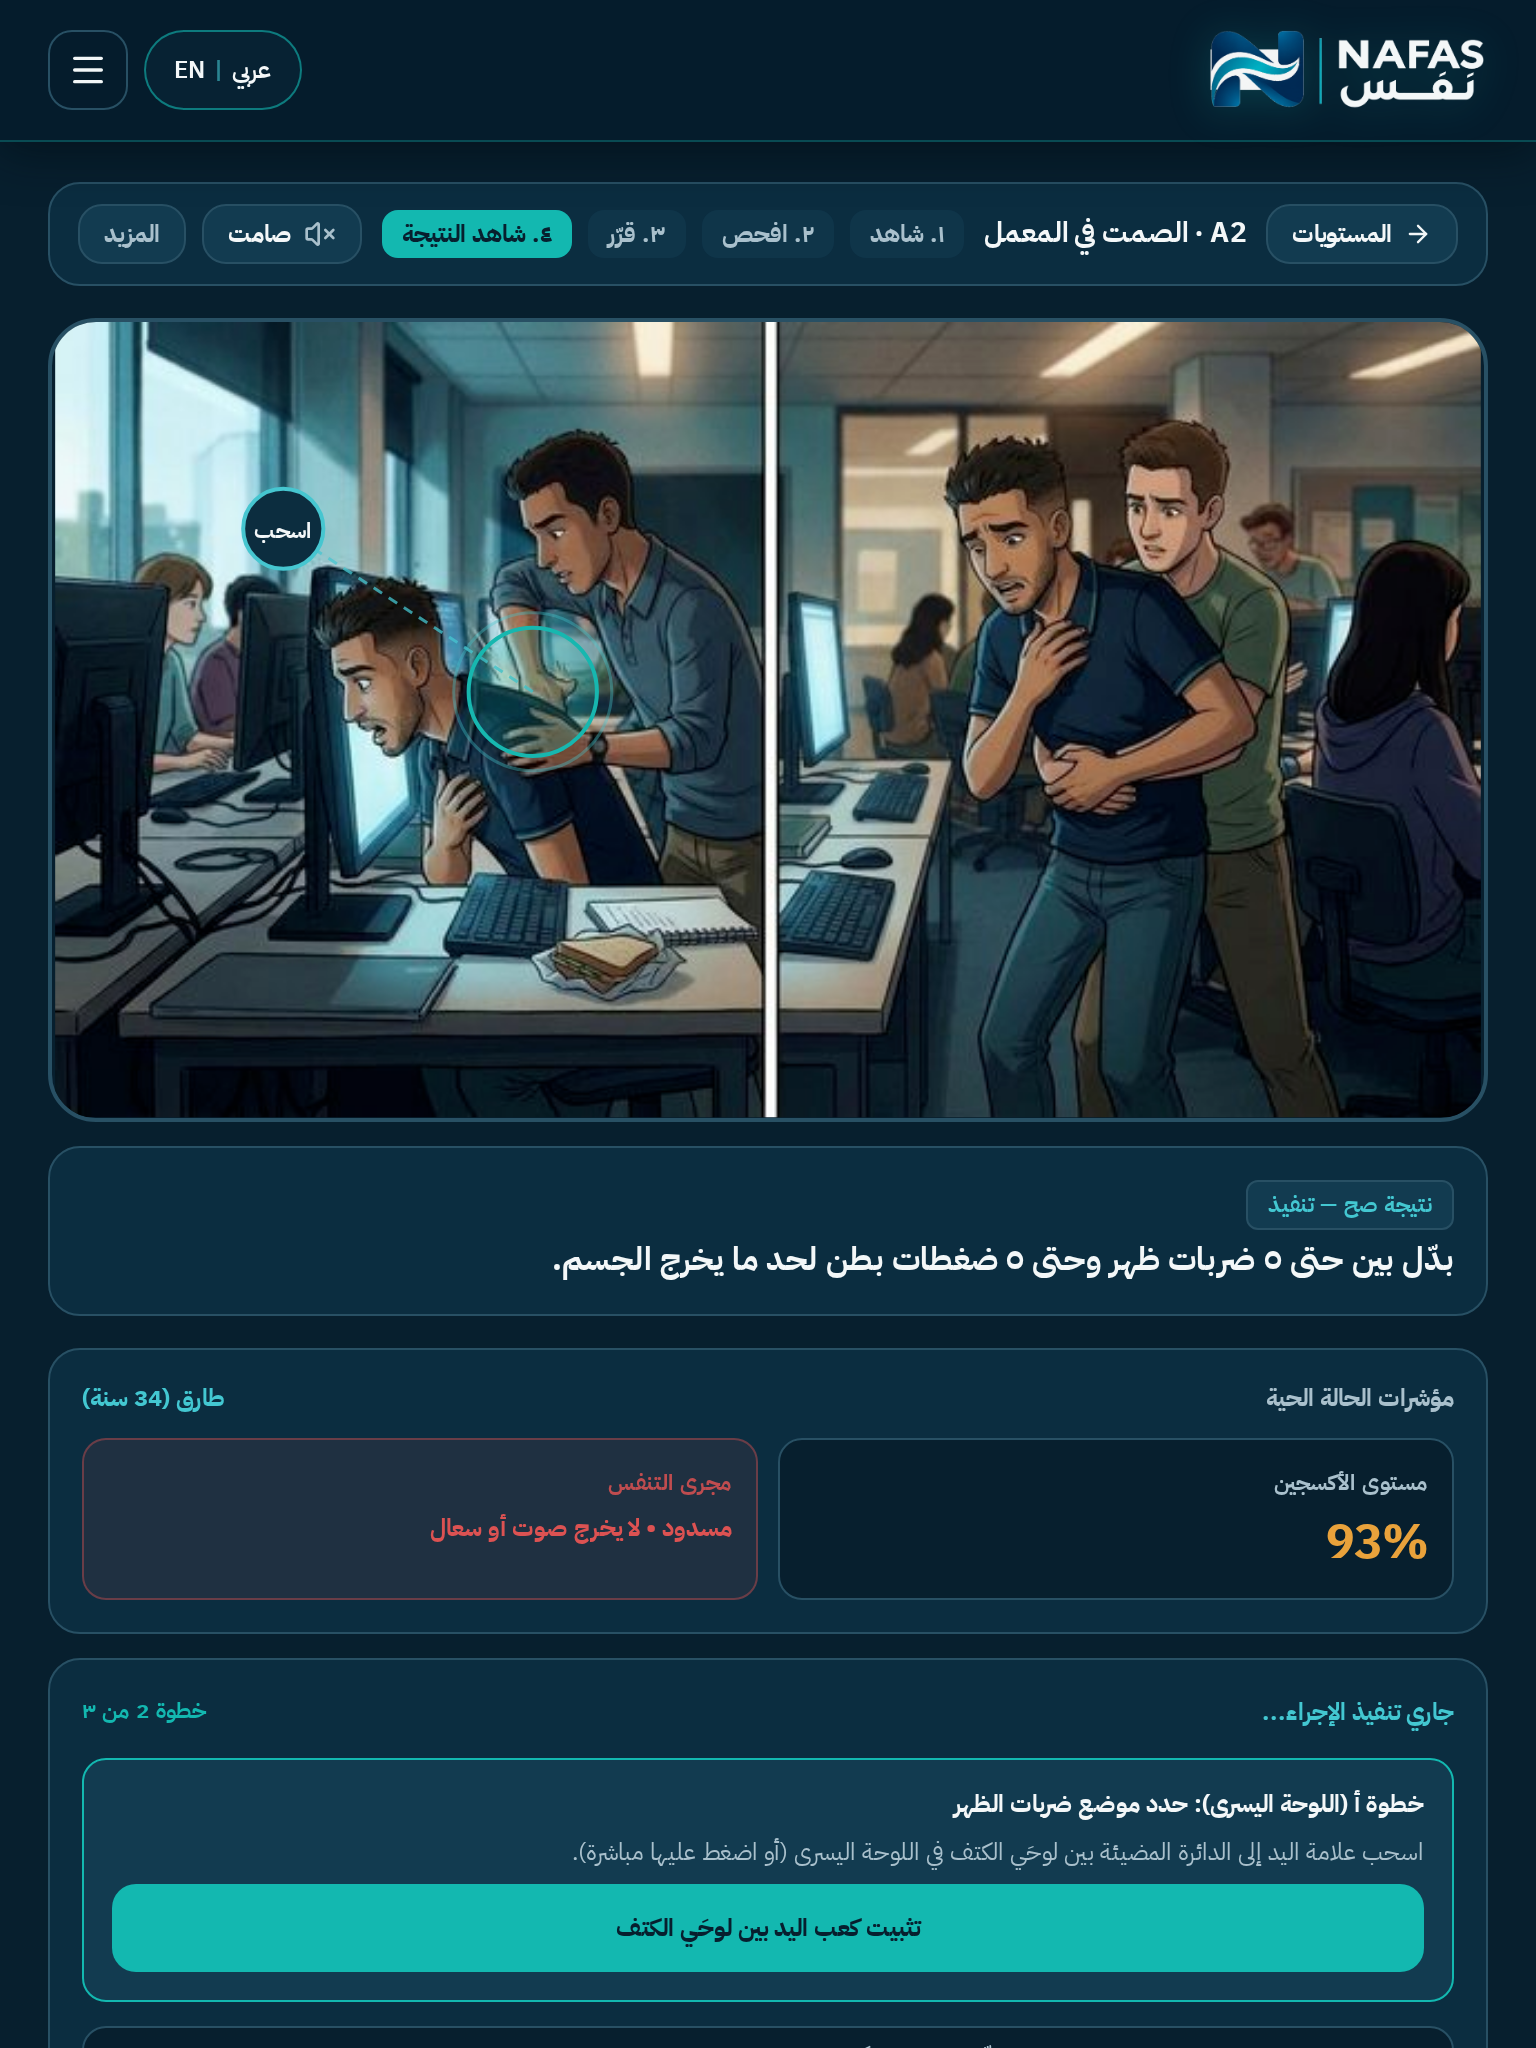 NAFAS
نَفَس
عربي | EN
المستويات
A2 · الصمت في المعمل
١. شاهد
٢. افحص
٣. قرّر
٤. شاهد النتيجة
صامت
المزيد
اسحب
نتيجة صح — تنفيذ
بدّل بين حتى ٥ ضربات ظهر وحتى ٥ ضغطات بطن لحد ما يخرج الجسم.
مؤشرات الحالة الحية
طارق (34 سنة)
مستوى الأكسجين
93%
مجرى التنفس
مسدود • لا يخرج صوت أو سعال
جاري تنفيذ الإجراء...
خطوة 2 من ٣
خطوة أ (اللوحة اليسرى): حدد موضع ضربات الظهر
اسحب علامة اليد إلى الدائرة المضيئة بين لوحَي الكتف في اللوحة اليسرى (أو اضغط عليها مباشرة).
تثبيت كعب اليد بين لوحَي الكتف